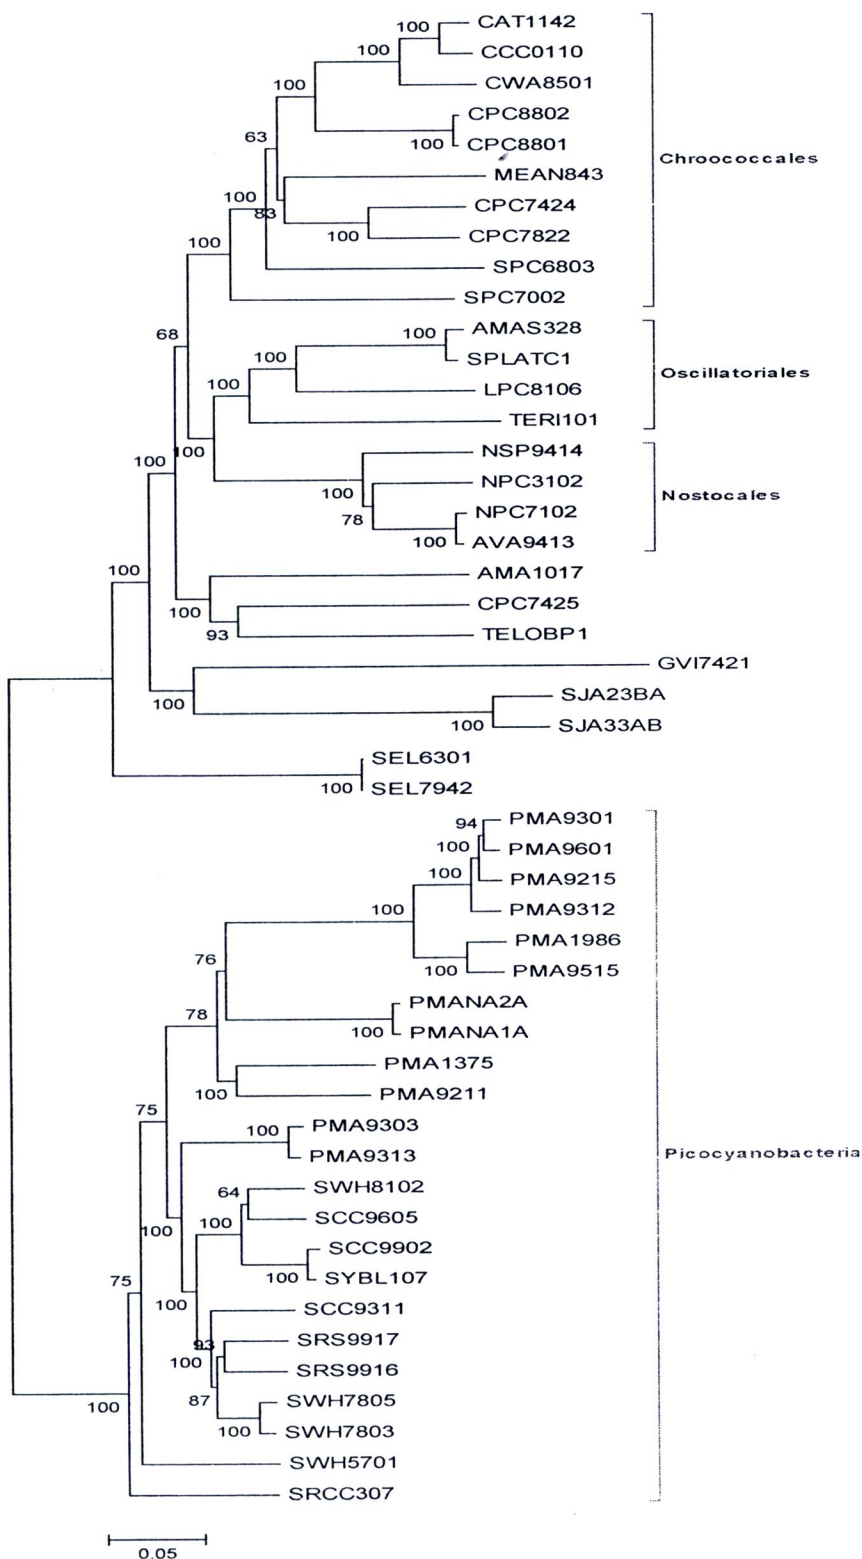 CAT1142
100
CCC0110
100
CWA8501
100
CPC8802
CPC8801
100
63
MEAN843
Chroococcales
100
83
CPC7424
CPC7822
100
100
SPC6803
SPC7002
68
AMAS328
100
SPLATC1
100
LPC8106
Oscillatoriales
100
TERI101
100
NSP9414
100
NPC3102
100
Nostocales
78
NPC7102
AVA9413
100
100
AMA1017
100
CPC7425
93
TELOBP1
GVI7421
SJA23BA
100
SJA33AB
100
SEL6301
SEL7942
100
PMA9301
94
PMA9601
100
PMA9215
100
PMA9312
100
PMA1986
PMA9515
100
76
PMANA2A
78
PMANA1A
100
PMA1375
PMA9211
100
75
PMA9303
100
PMA9313
Picocyanobacteria
SWH8102
64
SCC9605
100
100
SCC9902
SYBL107
100
75
100
SCC9311
SRS9917
93
100
SRS9916
87
SWH7805
SWH7803
100
100
SWH5701
SRCC307
0.05